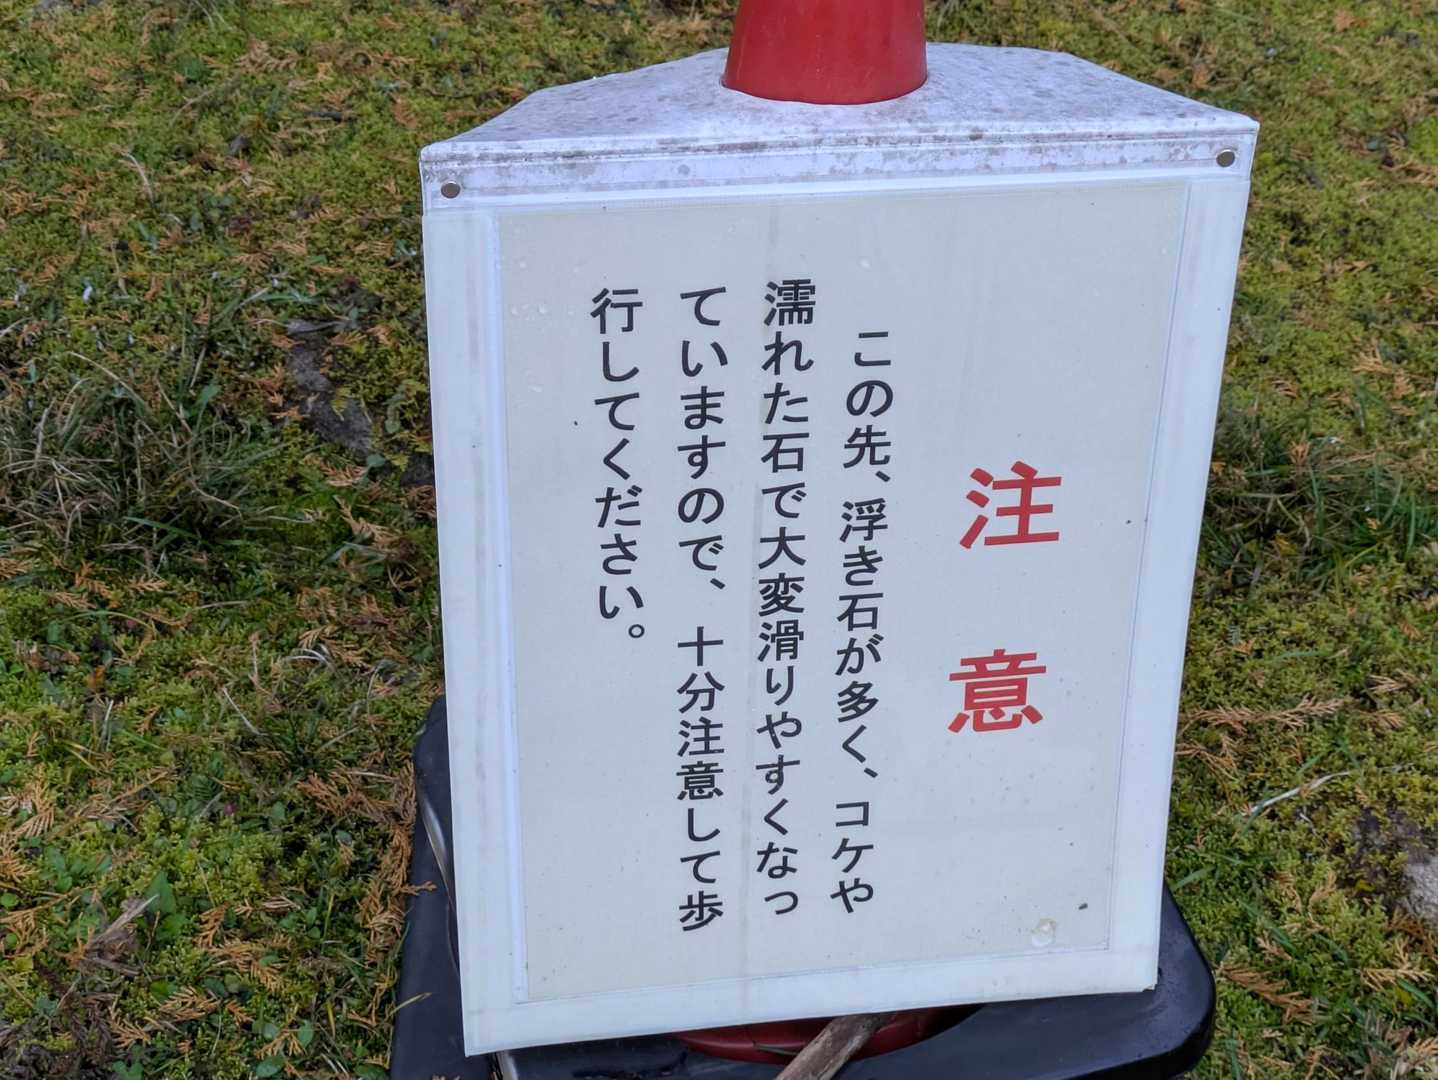 注意
この先、浮き石が多く、コケや
濡れた石で大変滑りやすくなっ
ていますので、十分注意して歩
行してください。